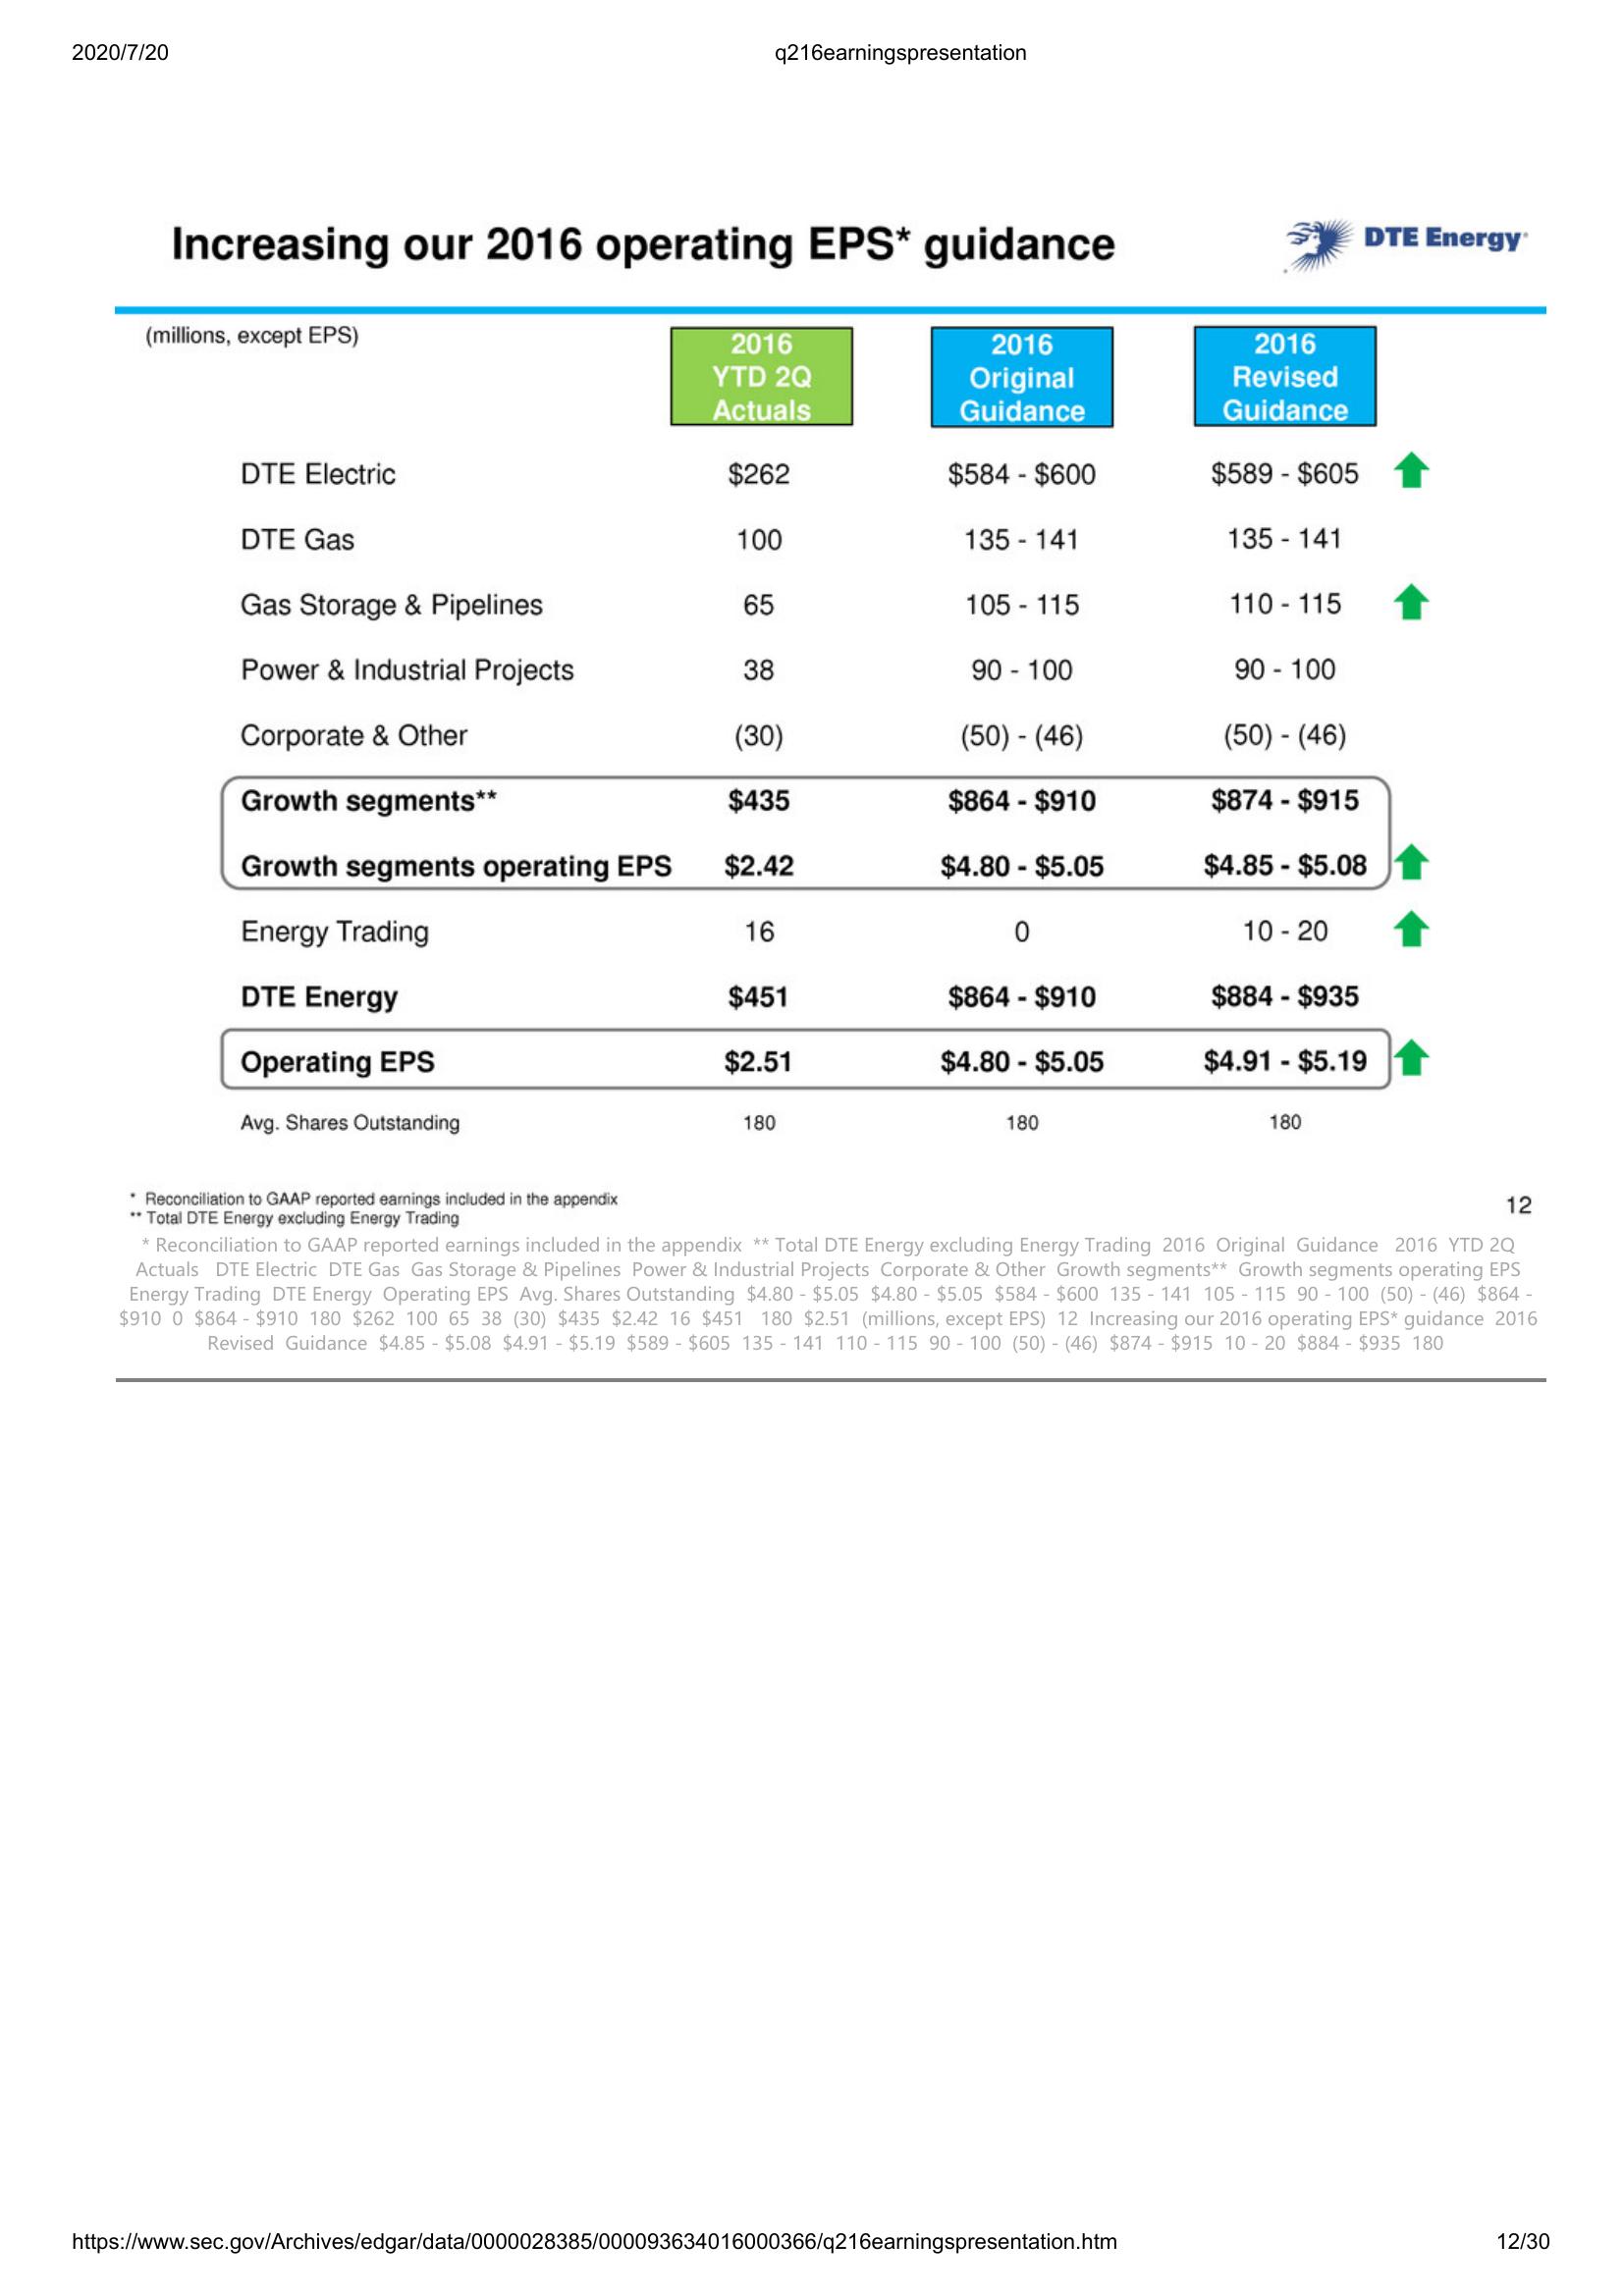 2020/7/20 q216earningspresentation
Increasing our 2016 operating EPS* guidance
DTE Energy®
(millions, except EPS)
2016 YTD 2Q Actuals
2016 Original Guidance
2016 Revised Guidance
DTE Electric $262 $584 - $600 $589 - $605
DTE Gas 100 135 - 141 135 - 141
Gas Storage & Pipelines 65 105 - 115 110 - 115
Power & Industrial Projects 38 90 - 100 90 - 100
Corporate & Other (30) (50) - (46) (50) - (46)
Growth segments** $435 $864 - $910 $874 - $915
Growth segments operating EPS $2.42 $4.80 - $5.05 $4.85 - $5.08
Energy Trading 16 0 10 - 20
DTE Energy $451 $864 - $910 $884 - $935
Operating EPS $2.51 $4.80 - $5.05 $4.91 - $5.19
Avg. Shares Outstanding 180 180 180
* Reconciliation to GAAP reported earnings included in the appendix
** Total DTE Energy excluding Energy Trading
12
* Reconciliation to GAAP reported earnings included in the appendix ** Total DTE Energy excluding Energy Trading 2016 Original Guidance 2016 YTD 2Q
Actuals DTE Electric DTE Gas Gas Storage & Pipelines Power & Industrial Projects Corporate & Other Growth segments** Growth segments operating EPS
Energy Trading DTE Energy Operating EPS Avg. Shares Outstanding $4.80 - $5.05 $4.80 - $5.05 $584 - $600 135 - 141 105 - 115 90 - 100 (50) - (46) $864 -
$910 0 $864 - $910 180 $262 100 65 38 (30) $435 $2.42 16 $451 180 $2.51 (millions, except EPS) 12 Increasing our 2016 operating EPS* guidance 2016
Revised Guidance $4.85 - $5.08 $4.91 - $5.19 $589 - $605 135 - 141 110 - 115 90 - 100 (50) - (46) $874 - $915 10 - 20 $884 - $935 180
https://www.sec.gov/Archives/edgar/data/0000028385/000093634016000366/q216earningspresentation.htm 12/30